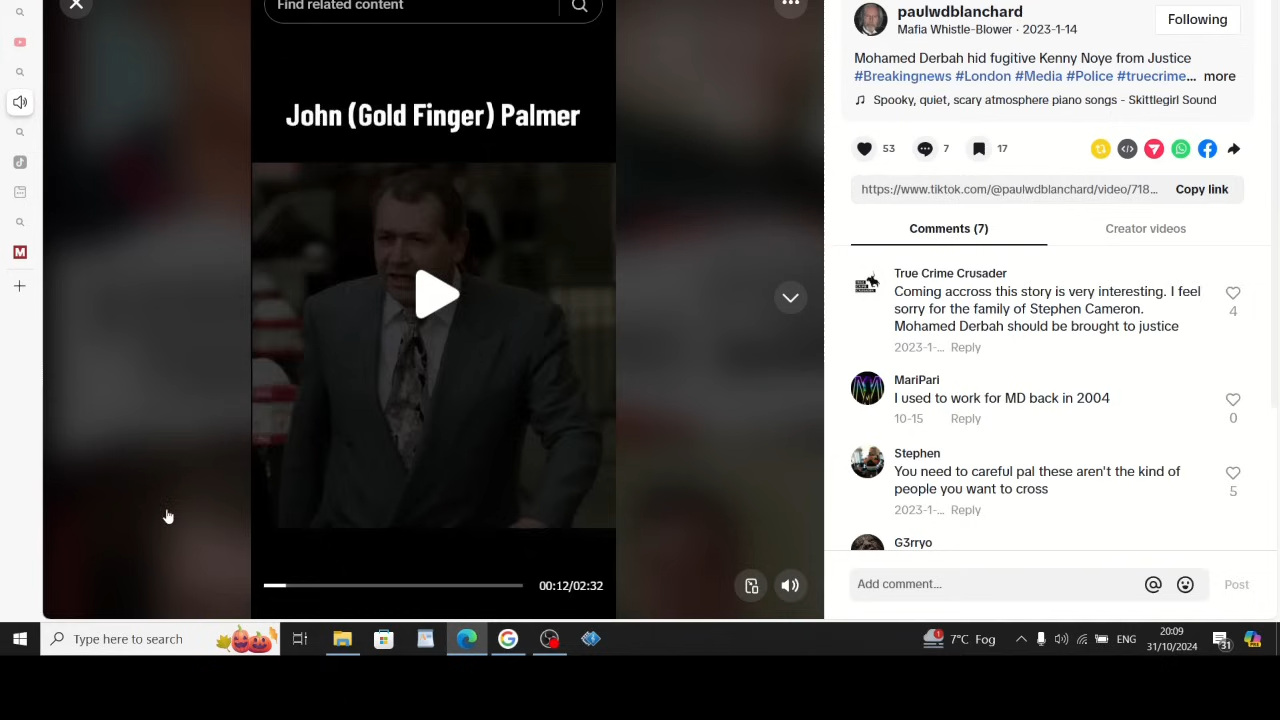 Find related content
John (Gold Finger) Palmer
00:12/02:32
paulwdblanchard
Mafia Whistle-Blower · 2023-1-14
Following
Mohamed Derbah hid fugitive Kenny Noye from Justice
#Breakingnews #London #Media #Police #truecrime... more
♫ Spooky, quiet, scary atmosphere piano songs - Skittlegirl Sound
53
7
17
https://www.tiktok.com/@paulwdblanchard/video/718...
Copy link
Comments (7)
Creator videos
True Crime Crusader
Coming accross this story is very interesting. I feel
sorry for the family of Stephen Cameron.
Mohamed Derbah should be brought to justice
4
2023-1-... Reply
MariPari
I used to work for MD back in 2004
0
10-15 Reply
Stephen
You need to careful pal these aren't the kind of
people you want to cross
5
2023-1-... Reply
G3rryo
Add comment...
Post
Type here to search
7°C Fog
ENG
20:09
31/10/2024
31